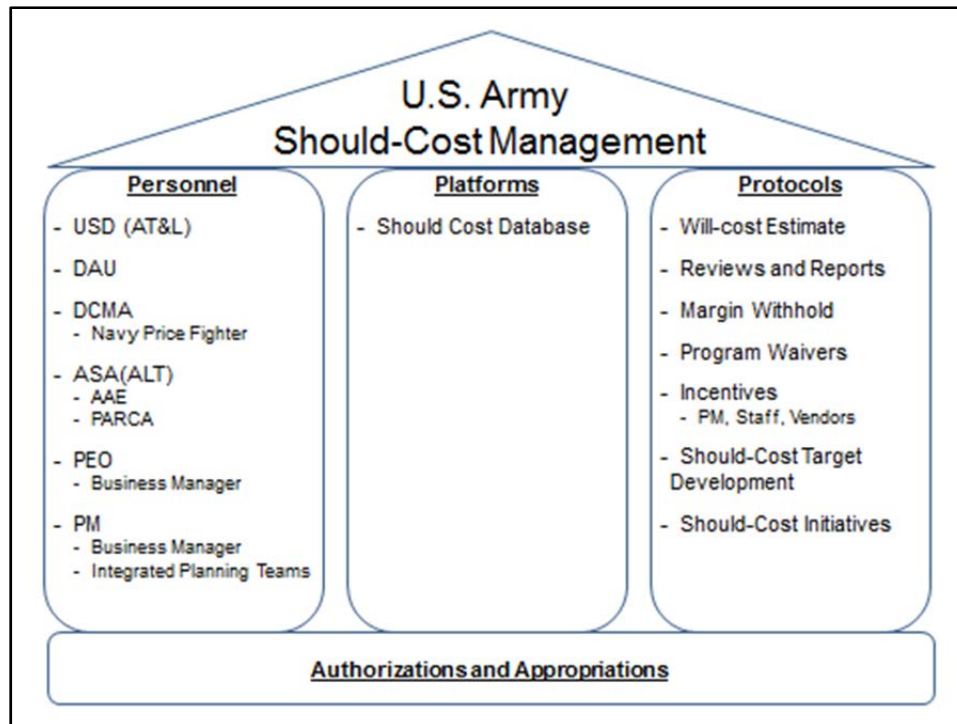 U.S. Army
Should-Cost Management
Personnel
- USD (AT&L)
- DAU
- DCMA
- Navy Price Fighter
- ASA(ALT)
- AAE
- PARCA
- PEO
- Business Manager
- PM
- Business Manager
- Integrated Planning Teams
Platforms
- Should Cost Database
Protocols
- Will-cost Estimate
- Reviews and Reports
- Margin Withhold
- Program Waivers
- Incentives
- PM, Staff, Vendors
- Should-Cost Target
Development
- Should-Cost Initiatives
Authorizations and Appropriations